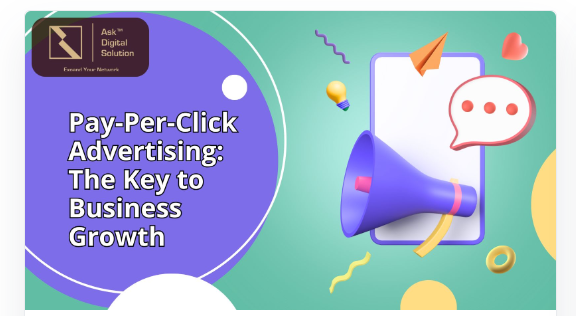 Ask™
Digital
Solution
Expand Your Network
Pay-Per-Click
Advertising:
The Key to
Business
Growth